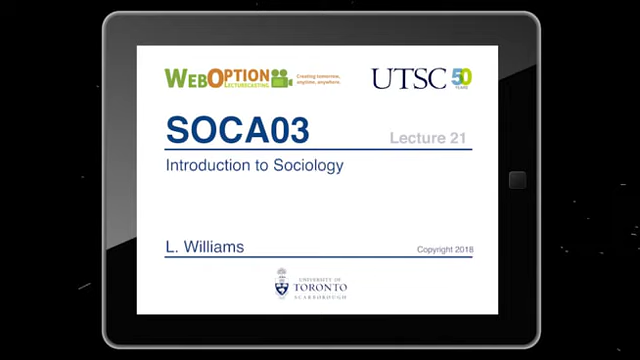 WEBOPTION
LECTURECASTING.
Creating tomorrow,
anytime, anywhere.
UTSC 50
YEARS
SOCA03
Lecture 21
Introduction to Sociology
L. Williams
Copyright 2018
UNIVERSITY OF
TORONTO
SCARBOROUGH